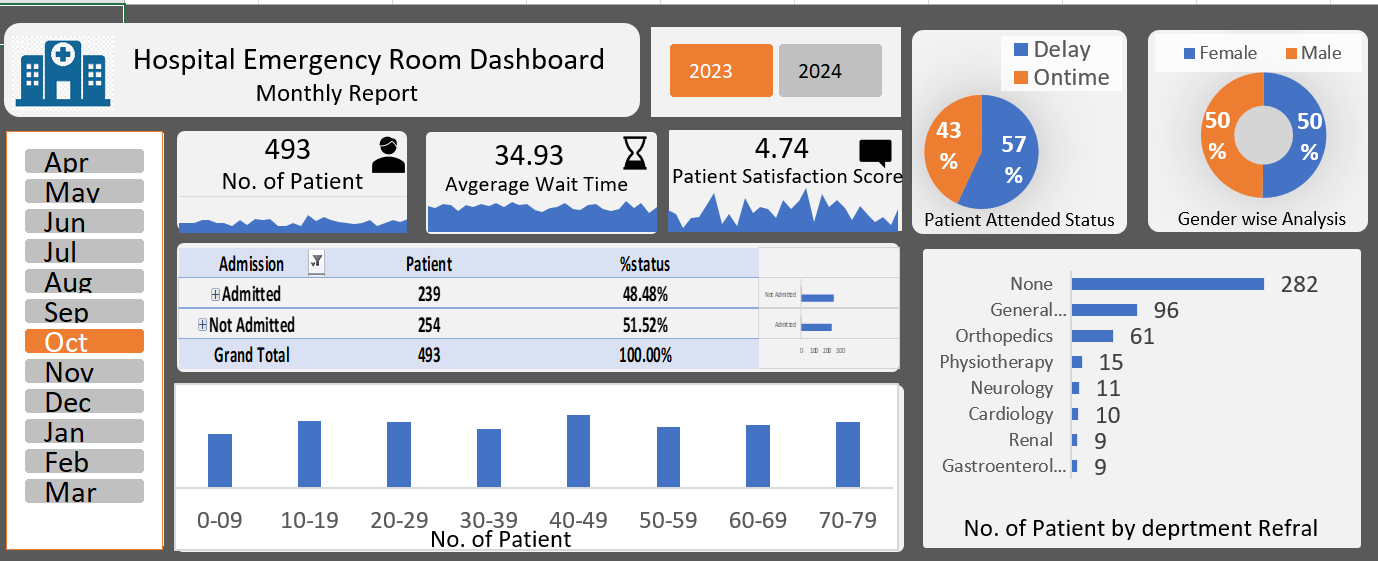 Hospital Emergency Room Dashboard
Monthly Report
2023
2024
Delay
Ontime
43
%
57
%
Patient Attended Status
Female
Male
50
%
50
%
Gender wise Analysis
Apr
May
Jun
Jul
Aug
Sep
Oct
Nov
Dec
Jan
Feb
Mar
493
No. of Patient
34.93
Avgerage Wait Time
4.74
Patient Satisfaction Score
Admission Patient %status
Admitted 239 48.48%
Not Admitted 254 51.52%
Grand Total 493 100.00%
Not Admitted
Admitted
0 100 200 300
0-09 10-19 20-29 30-39 40-49 50-59 60-69 70-79
No. of Patient
None 282
General... 96
Orthopedics 61
Physiotherapy 15
Neurology 11
Cardiology 10
Renal 9
Gastroenterol... 9
No. of Patient by deprtment Refral